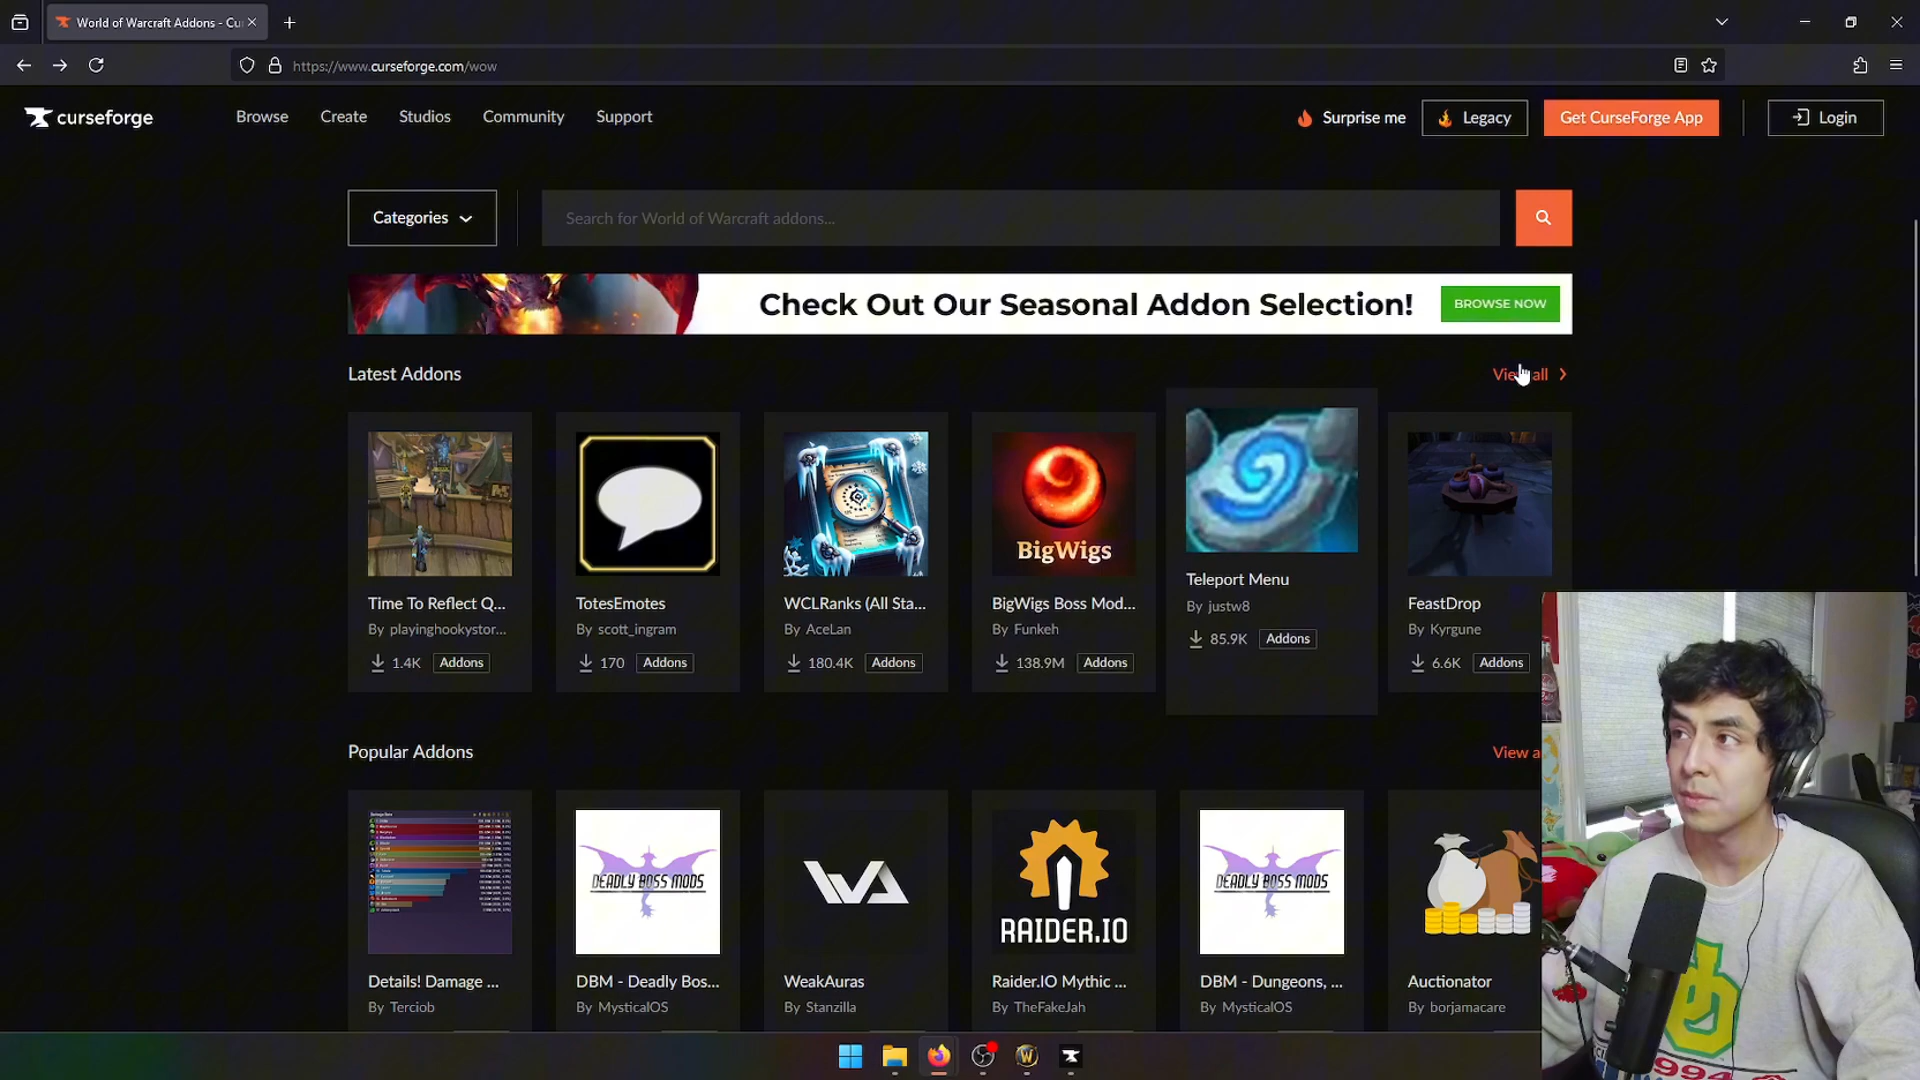 World of Warcraft Addons - Cu
https://www.curseforge.com/wow
curseforge
Browse
Create
Studios
Community
Support
Surprise me
Legacy
Get CurseForge App
Login
Categories
Search for World of Warcraft addons...
Check Out Our Seasonal Addon Selection!
BROWSE NOW
Latest Addons
View all
BigWigs
Time To Reflect Q...
By playinghookystor...
1.4K
Addons
TotesEmotes
By scott_ingram
170
Addons
WCLRanks (All Sta...
By AceLan
180.4K
Addons
BigWigs Boss Mod...
By Funkeh
138.9M
Addons
Teleport Menu
By justw8
85.9K
Addons
FeastDrop
By Kyrgune
6.6K
Addons
Popular Addons
View a
DEADLY BOSS MODS
WA
RAIDER.IO
DEADLY BOSS MODS
Details! Damage ...
By Terciob
DBM - Deadly Bos...
By MysticalOS
WeakAuras
By Stanzilla
Raider.IO Mythic ...
By TheFakeJah
DBM - Dungeons, ...
By MysticalOS
Auctionator
By borjamacare
W
1994